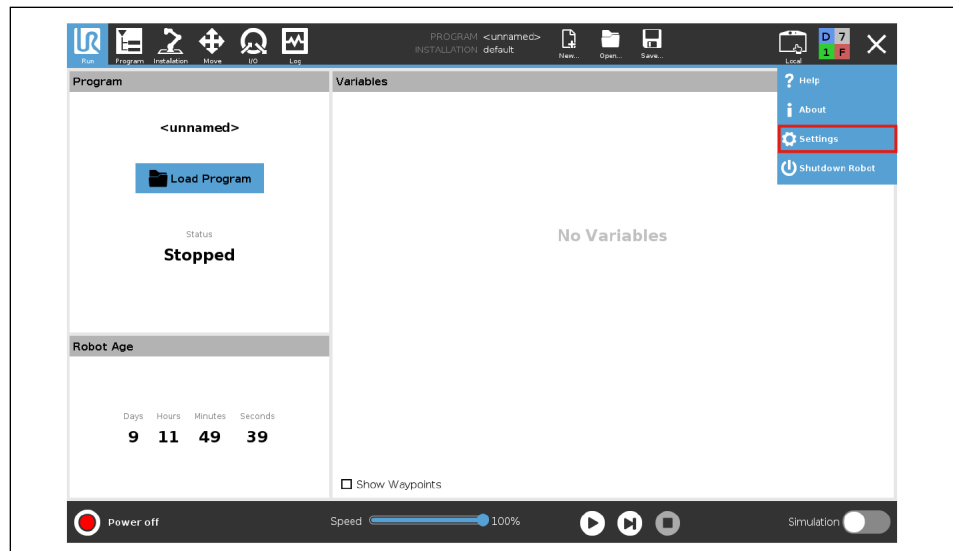 UR
PROGRAM <unnamed>
INSTALLATION default
Run Program Installation Move I/O Log
New... Open... Save...
Local
D 7
1 F
Program
Variables
? Help
i About
Settings
Shutdown Robot
<unnamed>
Load Program
Status
Stopped
No Variables
Robot Age
Days Hours Minutes Seconds
9 11 49 39
Show Waypoints
Power off
Speed 100%
Simulation